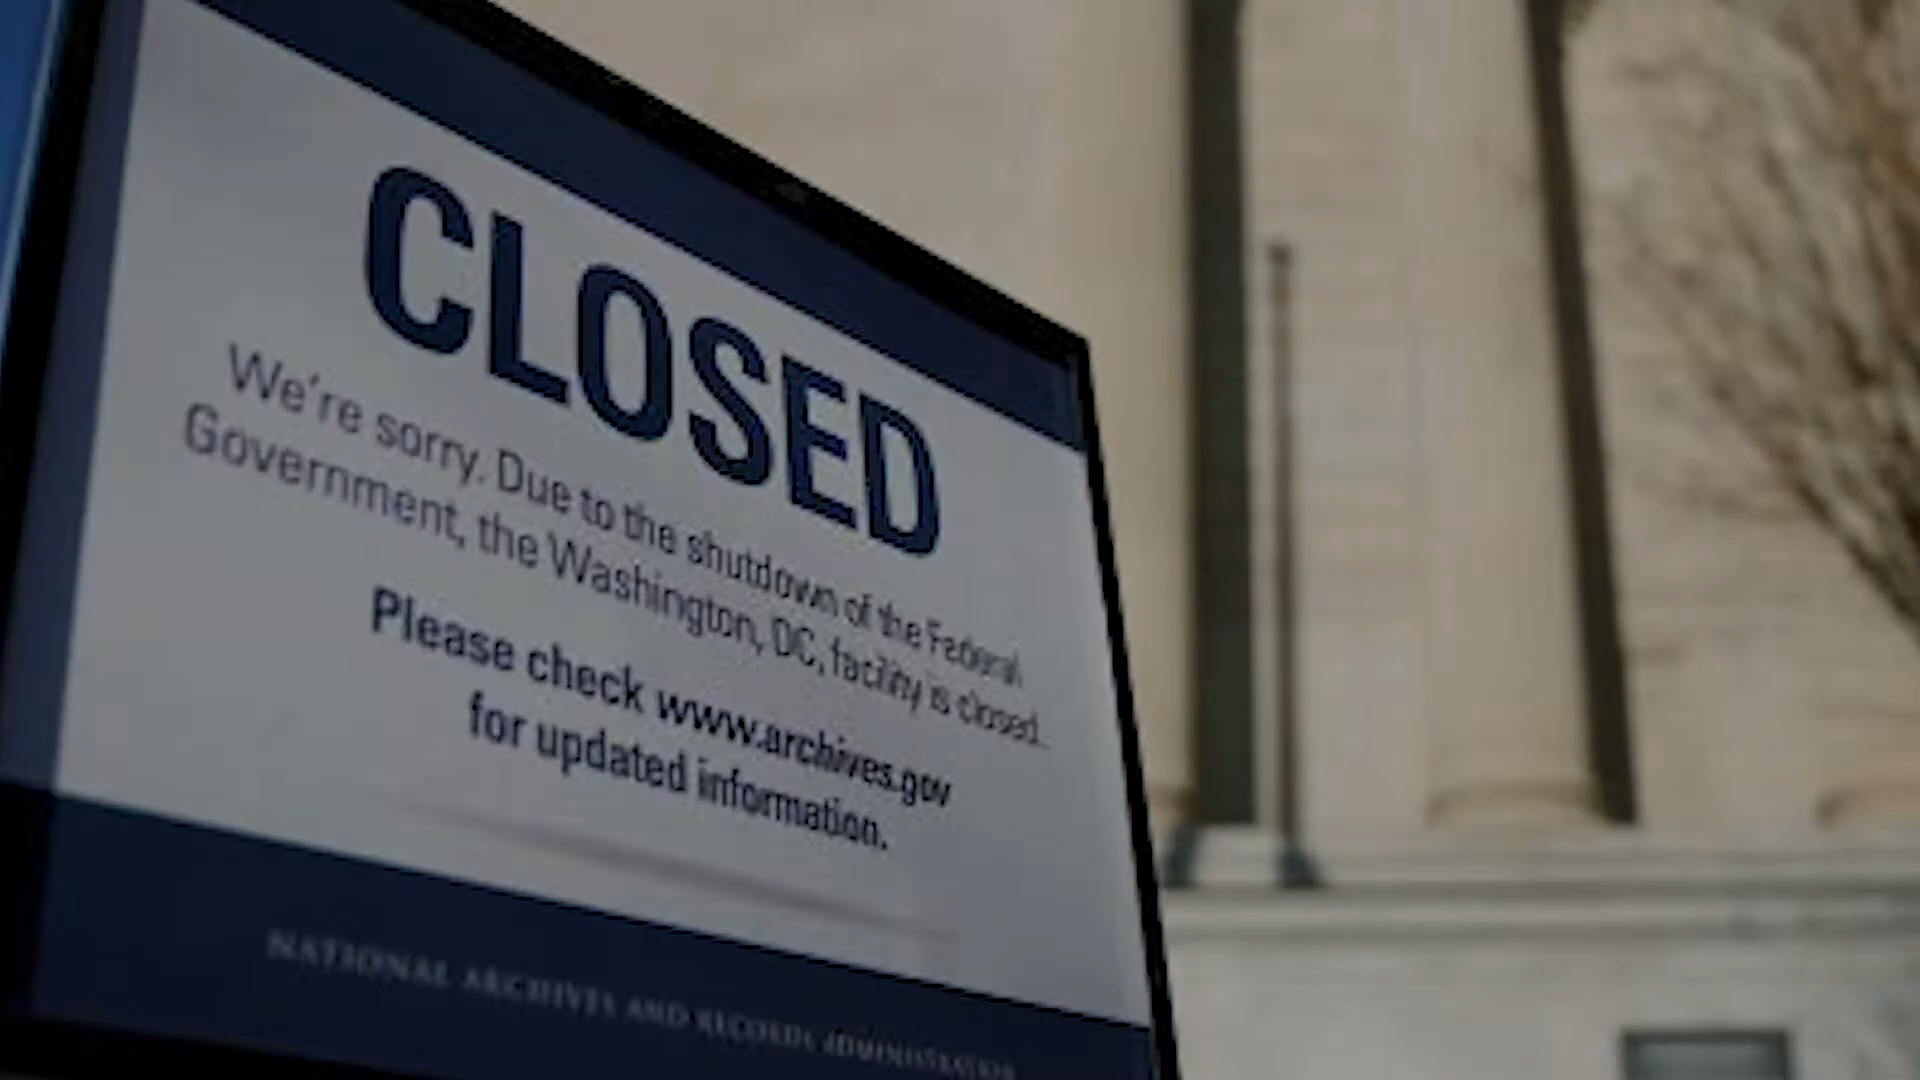 CLOSED
We're sorry. Due to the shutdown of the Federal
Government, the Washington, DC, facility is closed.
Please check www.archives.gov
for updated information.
NATIONAL ARCHIVES AND RECORDS ADMINISTRATION